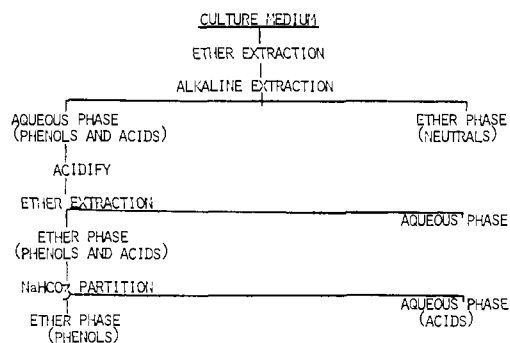 CULTURE MEDIUM
ETHER EXTRACTION
ALKALINE EXTRACTION
AQUEOUS PHASE
(PHENOLS AND ACIDS)
ETHER PHASE
(NEUTRALS)
ACIDIFY
ETHER EXTRACTION
AQUEOUS PHASE
ETHER PHASE
(PHENOLS AND ACIDS)
NaHCO3 PARTITION
AQUEOUS PHASE
(ACIDS)
ETHER PHASE
(PHENOLS)